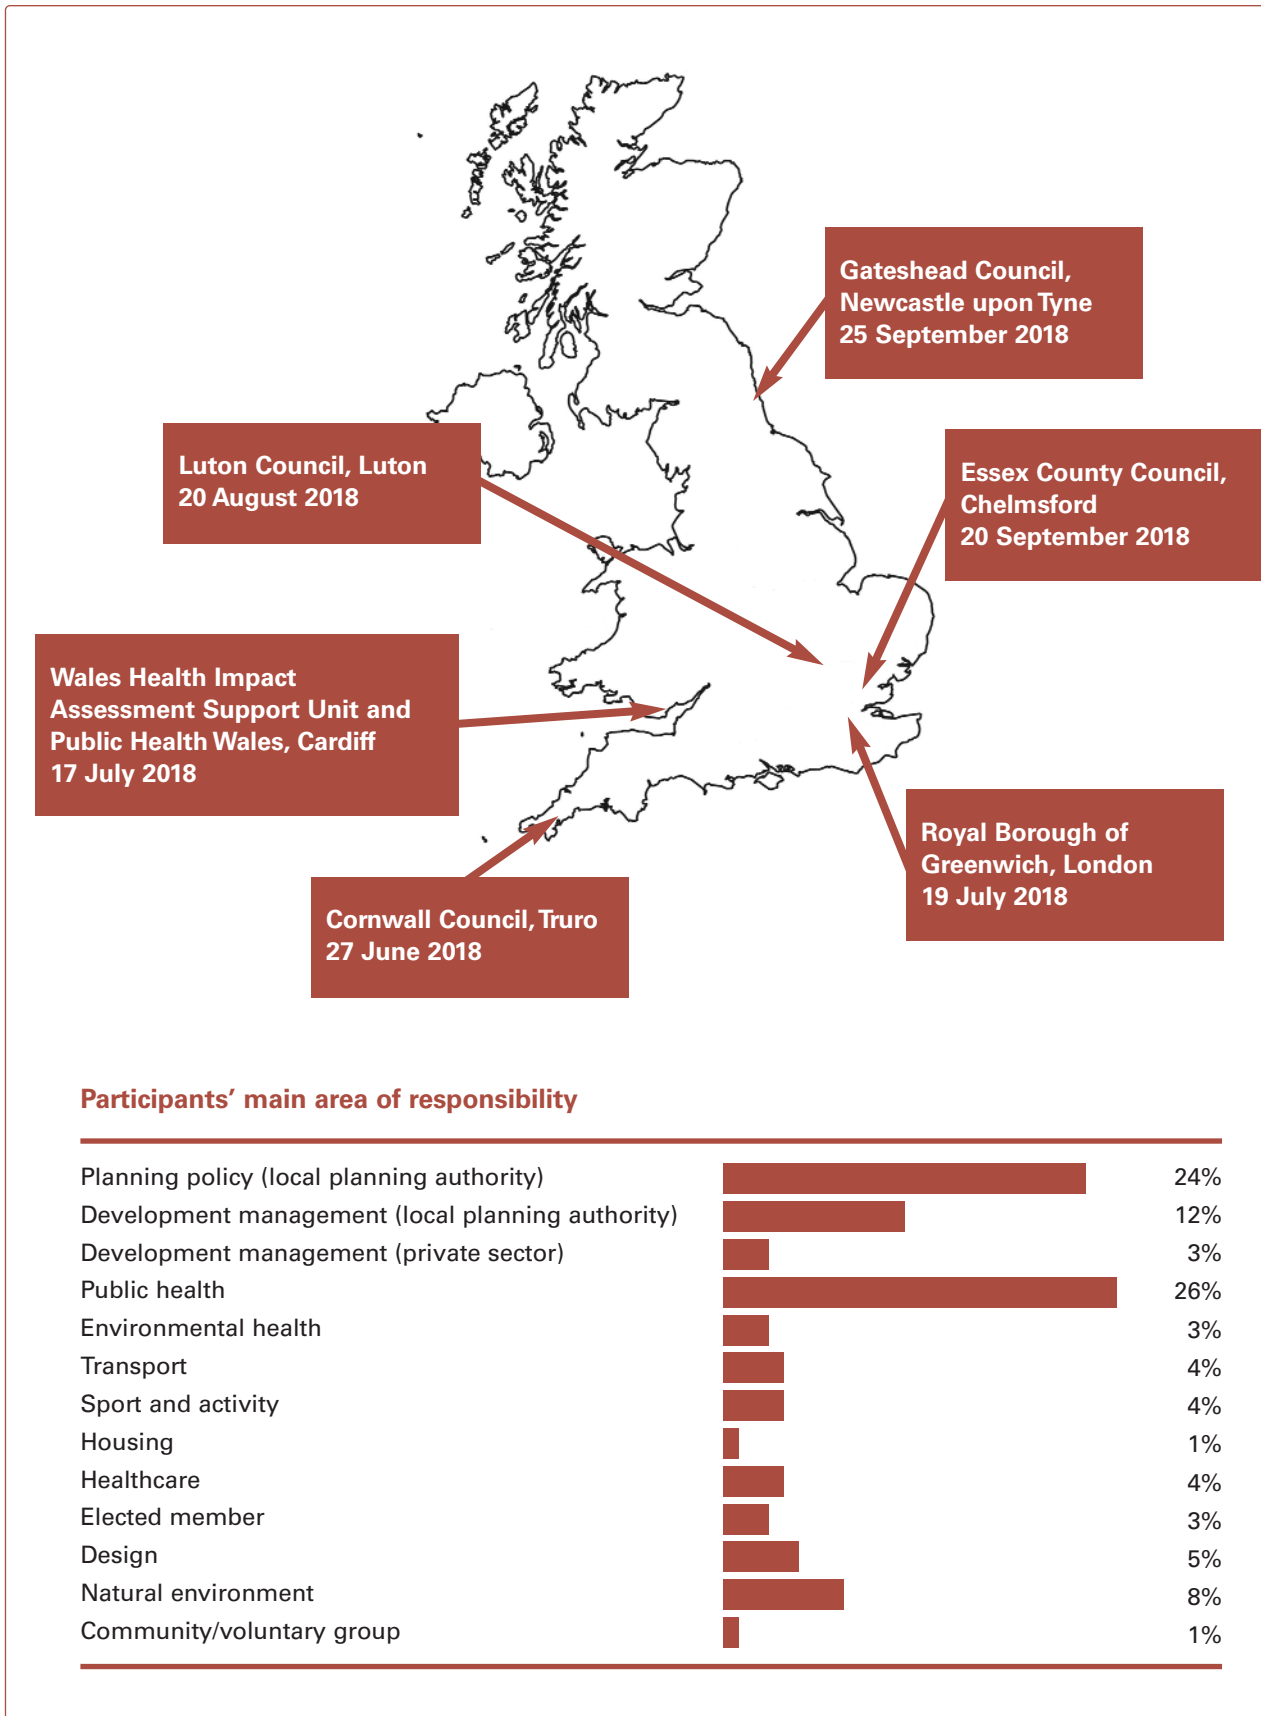 Gateshead Council,
Newcastle upon Tyne
25 September 2018
Luton Council, Luton
20 August 2018
Essex County Council,
Chelmsford
20 September 2018
Wales Health Impact
Assessment Support Unit and
Public Health Wales, Cardiff
17 July 2018
Royal Borough of
Greenwich, London
19 July 2018
Cornwall Council, Truro
27 June 2018
Participants’ main area of responsibility
Planning policy (local planning authority) 24%
Development management (local planning authority) 12%
Development management (private sector) 3%
Public health 26%
Environmental health 3%
Transport 4%
Sport and activity 4%
Housing 1%
Healthcare 4%
Elected member 3%
Design 5%
Natural environment 8%
Community/voluntary group 1%